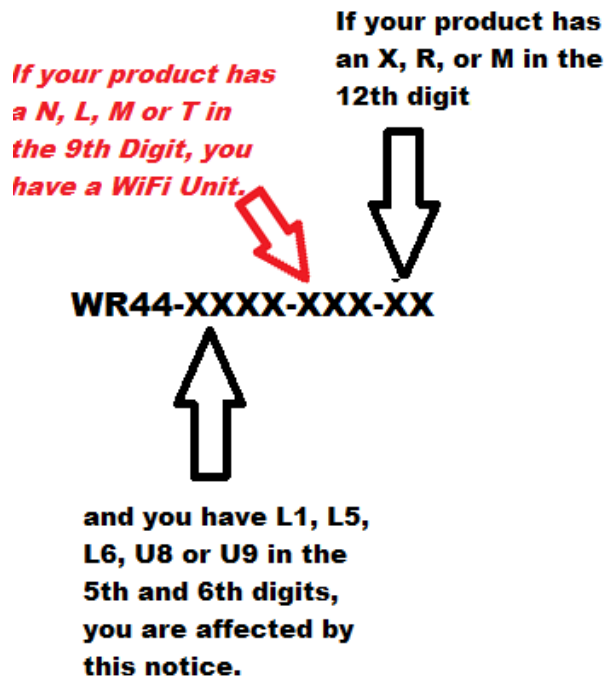 If your product has
an X, R, or M in the
12th digit
If your product has
a N, L, M or T in
the 9th Digit, you
have a WiFi Unit.
WR44-XXXX-XXX-XX
and you have L1, L5,
L6, U8 or U9 in the
5th and 6th digits,
you are affected by
this notice.